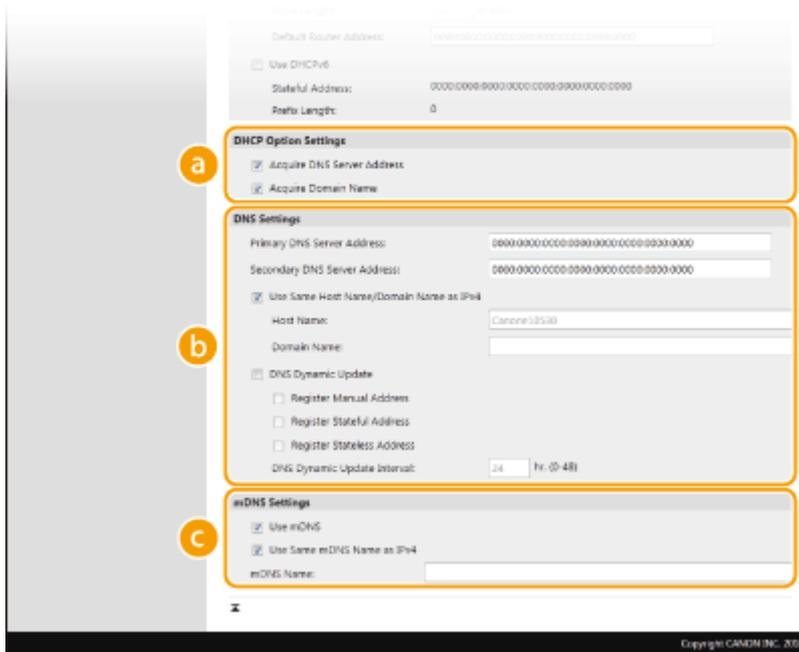 Default Router Address:
Use DHCPv6
Stateful Address: 0000:0000:0000:0000:0000:0000:0000:0000
Prefix Length: 0
DHCP Option Settings
a
Acquire DNS Server Address
Acquire Domain Name
DNS Settings
Primary DNS Server Address: 0000:0000:0000:0000:0000:0000:0000:0000
Secondary DNS Server Address: 0000:0000:0000:0000:0000:0000:0000:0000
Use Same Host Name/Domain Name as IPv4
Host Name: Canone10530
b
Domain Name:
DNS Dynamic Update
Register Manual Address
Register Stateful Address
Register Stateless Address
DNS Dynamic Update Interval: 24 hr. (0-48)
mDNS Settings
Use mDNS
c
Use Same mDNS Name as IPv4
mDNS Name:
Copyright CANON INC. 201